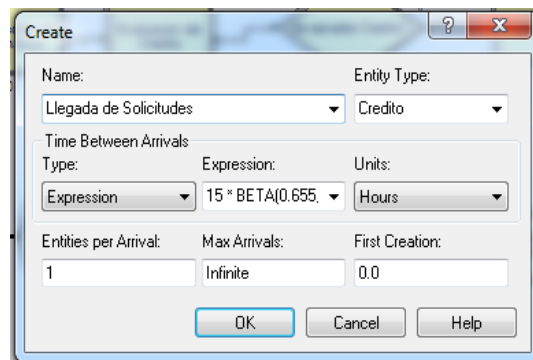 Create
Name: Entity Type:
Llegada de Solicitudes Credito
Time Between Arrivals
Type: Expression: Units:
Expression 15 * BETA(0.655, Hours
Entities per Arrival: Max Arrivals: First Creation:
1 Infinite 0.0
OK Cancel Help